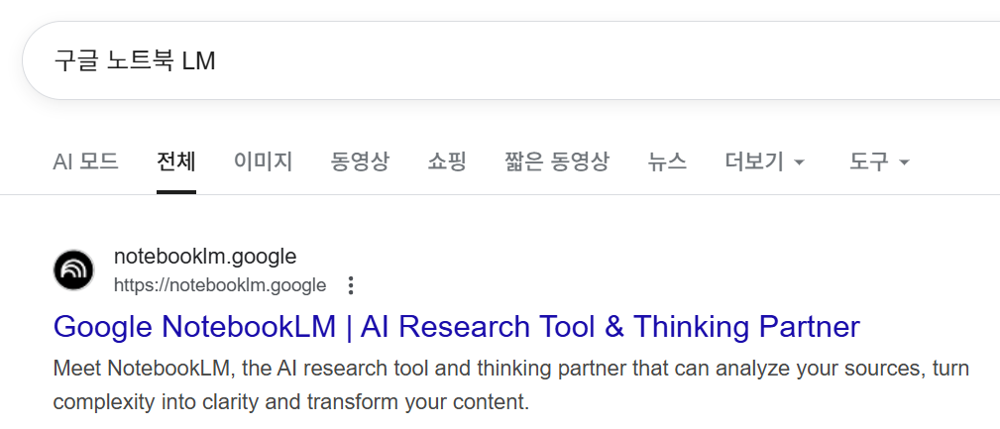 구글 노트북 LM
AI 모드 전체 이미지 동영상 쇼핑 짧은 동영상 뉴스 더보기 도구
notebooklm.google
https://notebooklm.google
Google NotebookLM | AI Research Tool & Thinking Partner
Meet NotebookLM, the AI research tool and thinking partner that can analyze your sources, turn
complexity into clarity and transform your content.